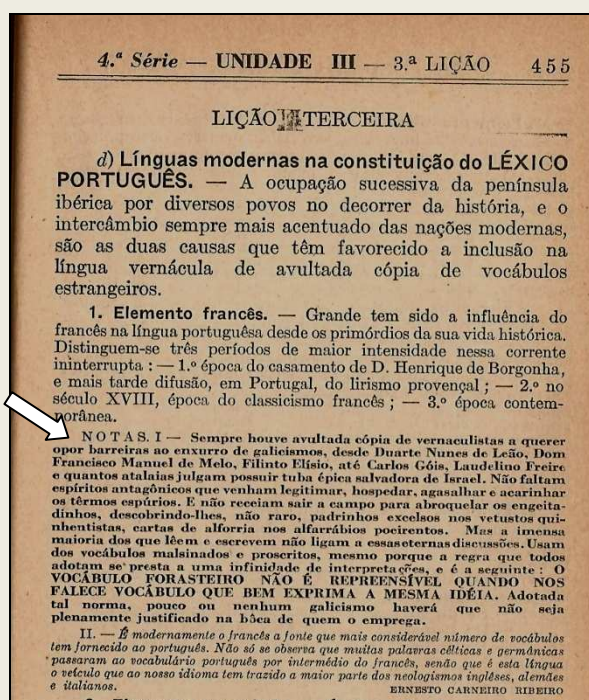 4.ª Série — UNIDADE III — 3.ª LIÇÃO 455
LIÇÃO TERCEIRA
d) Línguas modernas na constituição do LÉXICO
PORTUGUÊS. — A ocupação sucessiva da península
ibérica por diversos povos no decorrer da história, e o
intercâmbio sempre mais acentuado das nações modernas,
são as duas causas que têm favorecido a inclusão na
língua vernácula de avultada cópia de vocábulos
estrangeiros.
1. Elemento francês. — Grande tem sido a influência do
francês na língua portuguêsa desde os primórdios da sua vida histórica.
Distinguem-se três períodos de maior intensidade nessa corrente
ininterrupta : — 1.º época do casamento de D. Henrique de Borgonha,
e mais tarde difusão, em Portugal, do lirismo provençal ; — 2.º no
século XVIII, época do classicismo francês ; — 3.º época contem-
porânea.
NOTAS. I — Sempre houve avultada cópia de vernaculistas a querer
opor barreiras ao enxurro de galicismos, desde Duarte Nunes de Leão, Dom
Francisco Manuel de Melo, Filinto Elísio, até Carlos Góis, Laudelino Freire
e quantos atalaias julgam possuir tuba épica salvadora de Israel. Não faltam
espíritos antagônicos que venham legitimar, hospedar, agasalhar e acarinhar
os têrmos espúrios. E não receiam sair a campo para abroquelar os engeita-
dinhos, descobrindo-lhes, não raro, padrinhos excelsos nos vetustos qui-
nhentistas, cartas de alforria nos alfarrábios poeirentos. Mas a imensa
maioria dos que lêem e escrevem não ligam a essas eternas discussões. Usam
dos vocábulos malsinados e proscritos, mesmo porque a regra que todos
adotam se presta a uma infinidade de interpretações, e é a seguinte : O
VOCÁBULO FORASTEIRO NÃO É REPREENSÍVEL QUANDO NOS
FALECE VOCÁBULO QUE BEM EXPRIMA A MESMA IDÉIA. Adotada
tal norma, pouco ou nenhum galicismo haverá que não seja
plenamente justificado na bôca de quem o emprega.
II. — É modernamente o francês a fonte que mais considerável número de vocábulos
tem fornecido ao português. Não só se observa que muitas palavras célticas e germânicas
passaram ao vocabulário português por intermédio do francês, senão que é esta língua
o veículo que ao nosso idioma tem trazido a maior parte dos neologismos inglêses, alemães
e italianos. ERNESTO CARNEIRO RIBEIRO